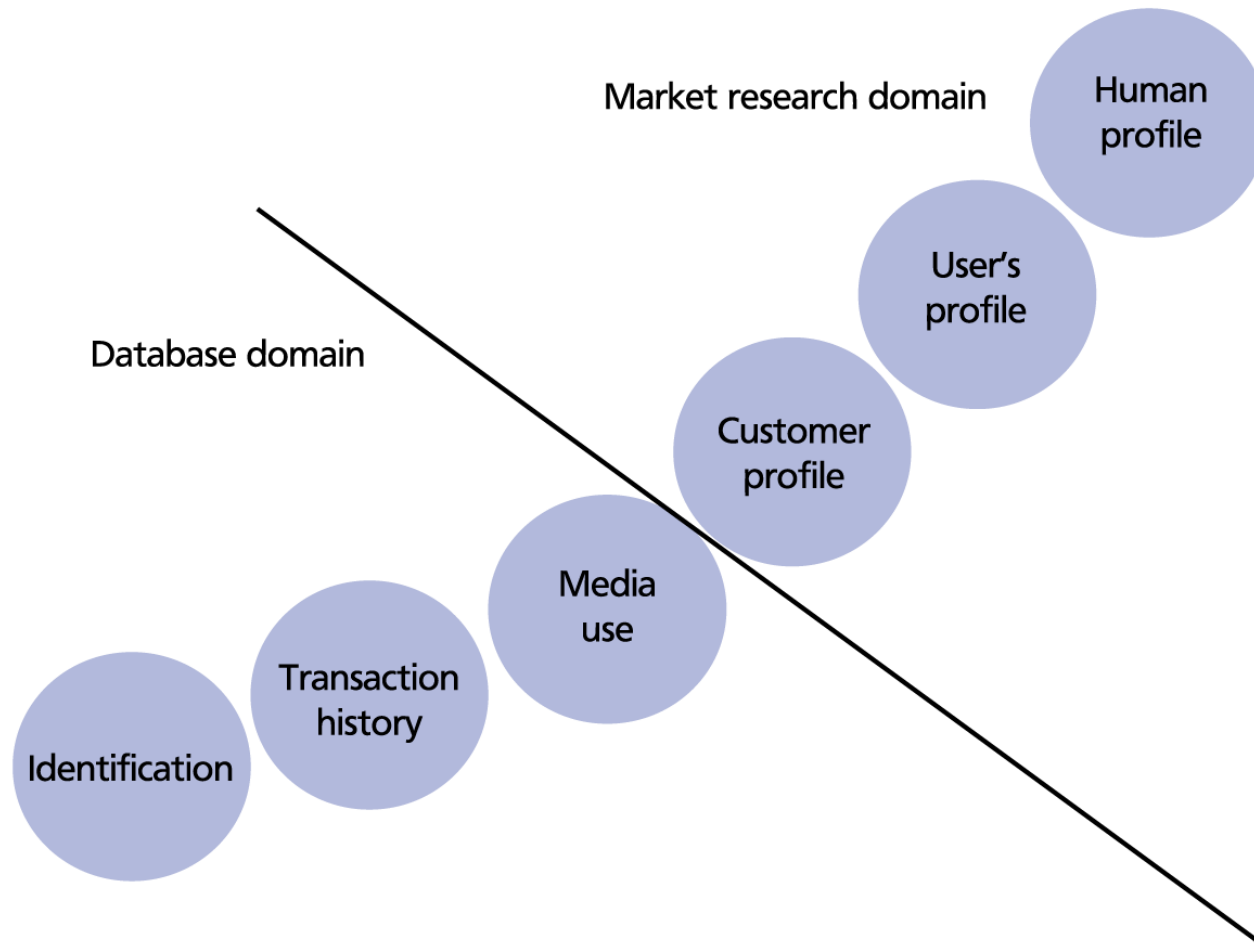 Market research domain
Human
profile
User’s
profile
Database domain
Customer
profile
Media
use
Transaction
history
Identification